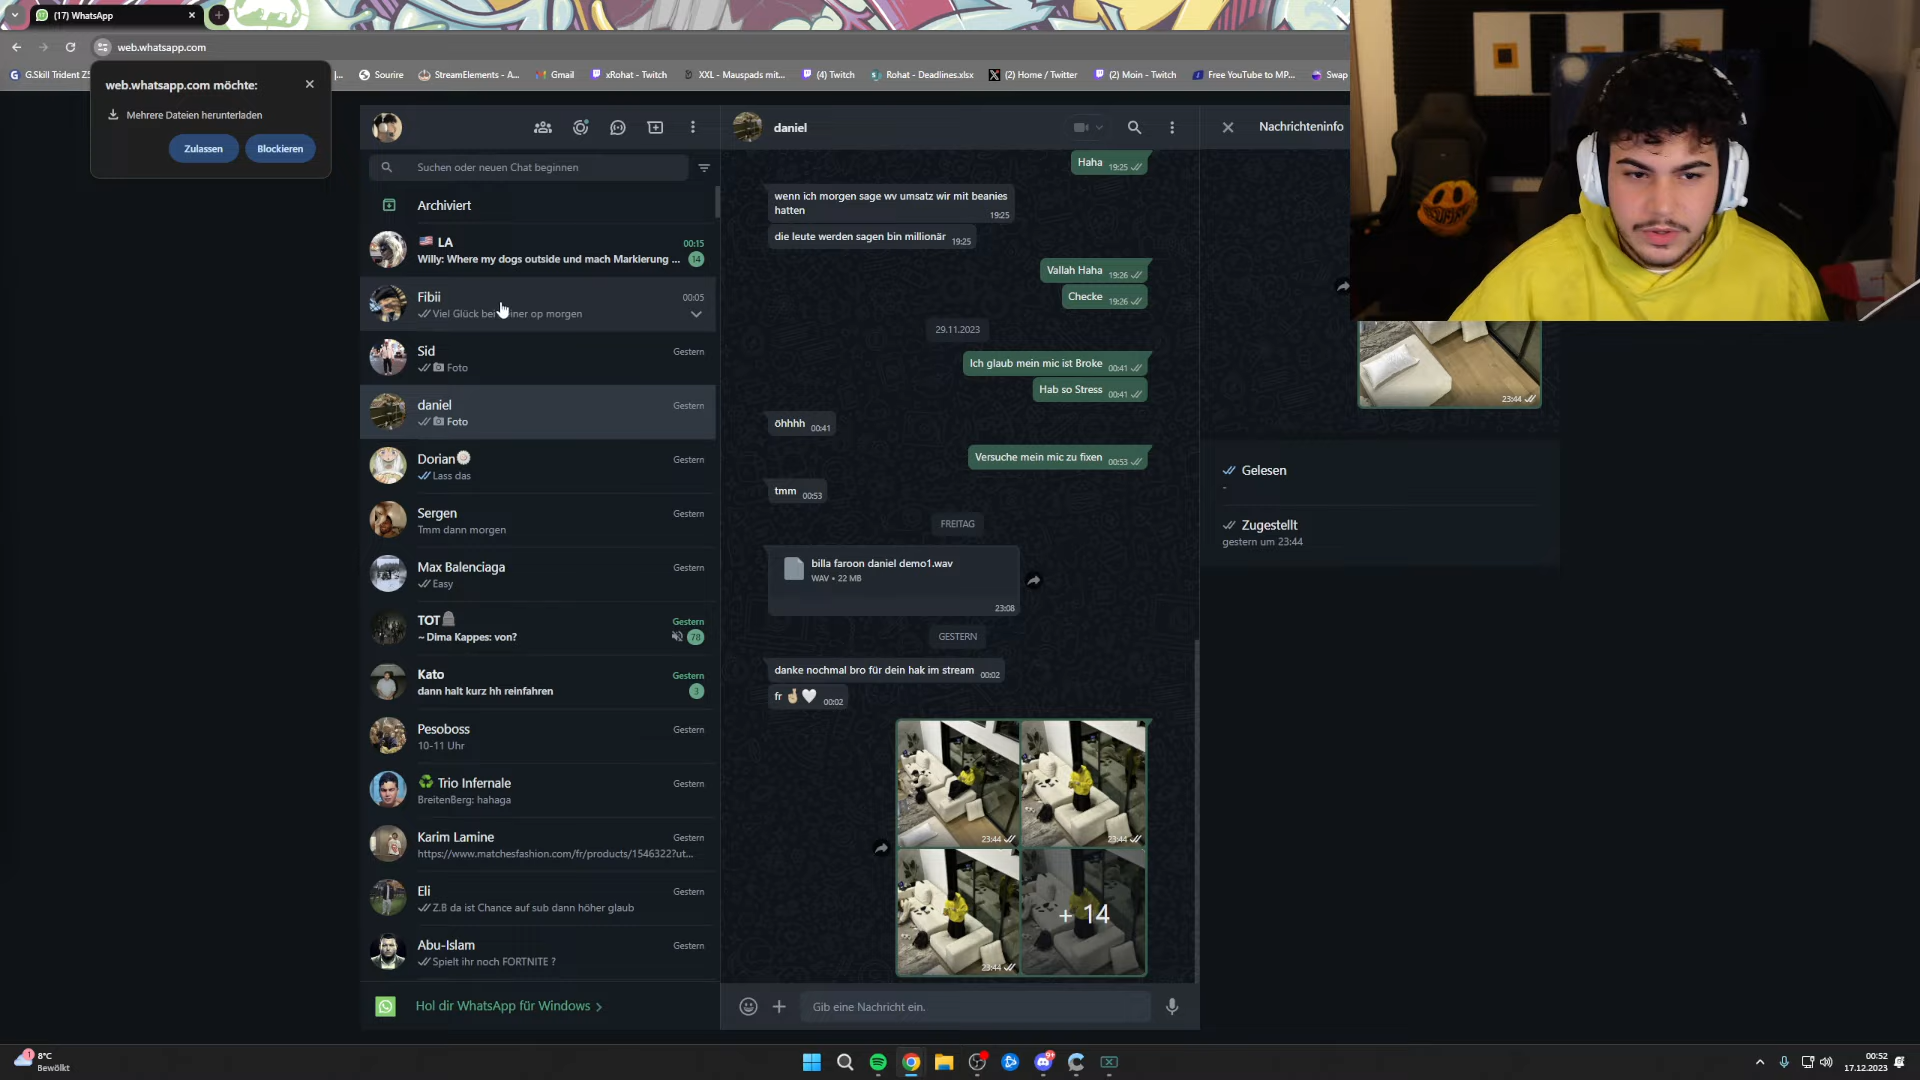 (17) WhatsApp
web.whatsapp.com
G.Skill Trident Z5
Sourire
StreamElements - A...
Gmail
xRohat - Twitch
XXL - Mauspads mit...
(4) Twitch
Rohat - Deadlines.xlsx
(2) Home / Twitter
(2) Moin - Twitch
Free YouTube to MP...
Swap
web.whatsapp.com möchte:
Mehrere Dateien herunterladen
Zulassen
Blockieren
Suchen oder neuen Chat beginnen
Archiviert
LA
00:15
Willy: Where my dogs outside und mach Markierung ...
14
Fibii
00:05
Viel Glück bei op morgen
Sid
Gestern
Foto
daniel
Gestern
Foto
Dorian
Gestern
Lass das
Sergen
Gestern
Tmm dann morgen
Max Balenciaga
Gestern
Easy
TOT
Gestern
~ Dima Kappes: von?
78
Kato
Gestern
dann halt kurz hh reinfahren
3
Pesoboss
Gestern
10-11 Uhr
Trio Infernale
Gestern
BreitenBerg: hahaga
Karim Lamine
Gestern
https://www.matchesfashion.com/fr/products/1546322?ut...
Eli
Gestern
Z.B da ist Chance auf sub dann höher glaub
Abu-Islam
Gestern
Spielt ihr noch FORTNITE ?
Hol dir WhatsApp für Windows
daniel
Haha
19:25
wenn ich morgen sage wv umsatz wir mit beanies
hatten
19:25
die leute werden sagen bin millionär
19:25
Vallah Haha
19:26
Checke
19:26
29.11.2023
Ich glaub mein mic ist Broke
00:41
Hab so Stress
00:41
öhhhh
00:41
Versuche mein mic zu fixen
00:53
tmm
00:53
FREITAG
billa faroon daniel demo1.wav
WAV • 22 MB
23:08
GESTERN
danke nochmal bro für dein hak im stream
00:02
fr
00:02
23:44
23:44
23:44
+ 14
Gib eine Nachricht ein.
Nachrichteninfo
23:44
Gelesen
-
Zugestellt
gestern um 23:44
1
8°C
Bewölkt
00:52
17.12.2023